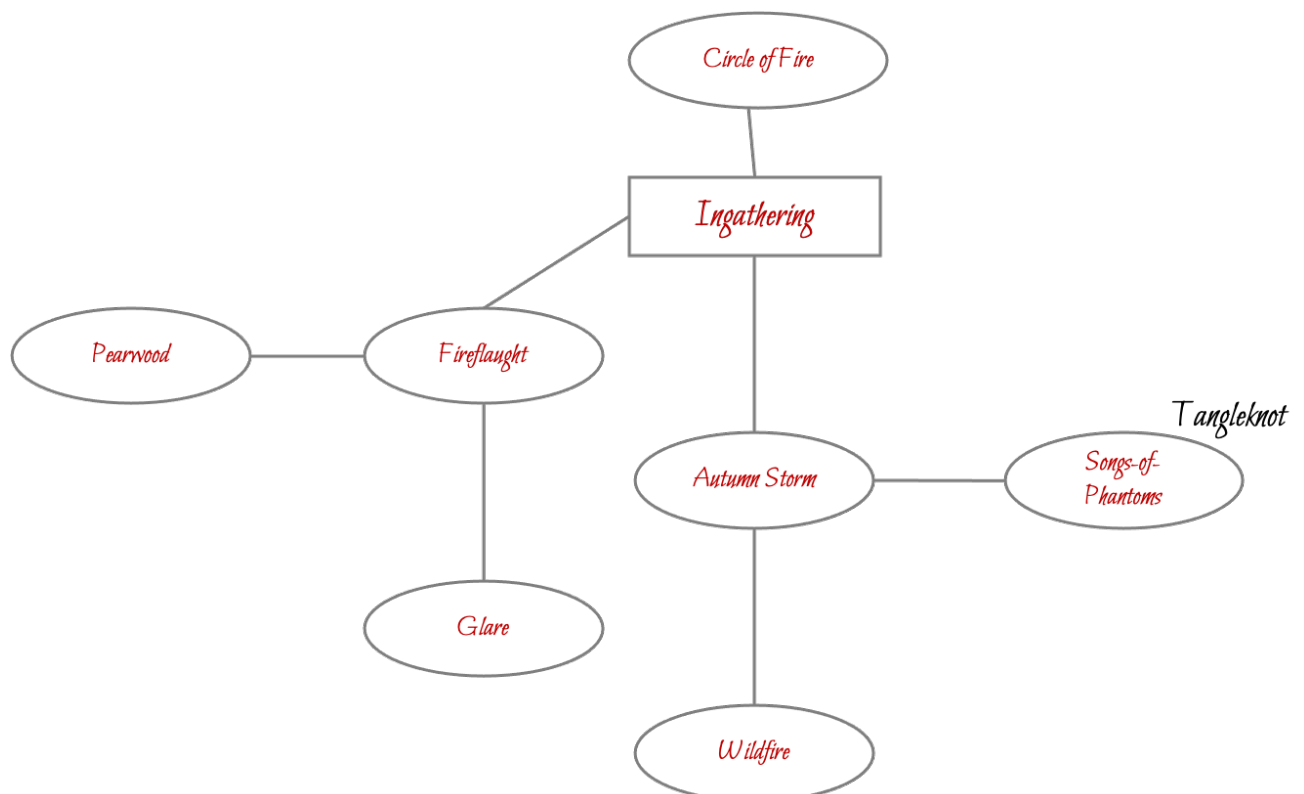 Circle of Fire
Ingathering
Pearwood
Fireflaught
Tangleknot
Autumn Storm
Songs-of-
Phantoms
Glare
Wildfire